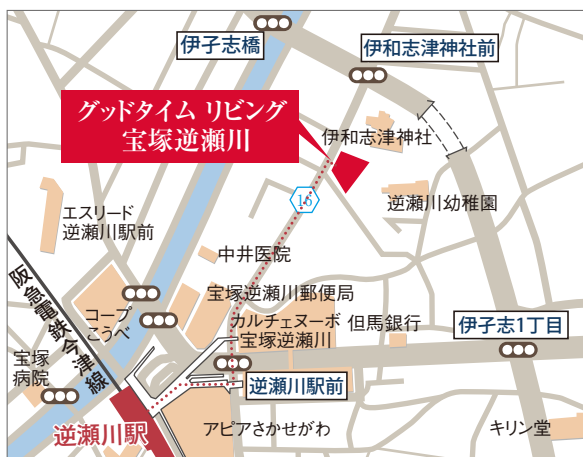 伊孑志橋
伊和志津神社前
グッドタイム リビング
宝塚逆瀬川
伊和志津神社
16
逆瀬川幼稚園
エスリード
逆瀬川駅前
中井医院
阪急電鉄今津線
宝塚逆瀬川郵便局
コープ
こうべ
カルチェヌーボ
宝塚逆瀬川
但馬銀行
伊孑志1丁目
宝塚
病院
逆瀬川駅前
逆瀬川駅
アピアさかせがわ
キリン堂